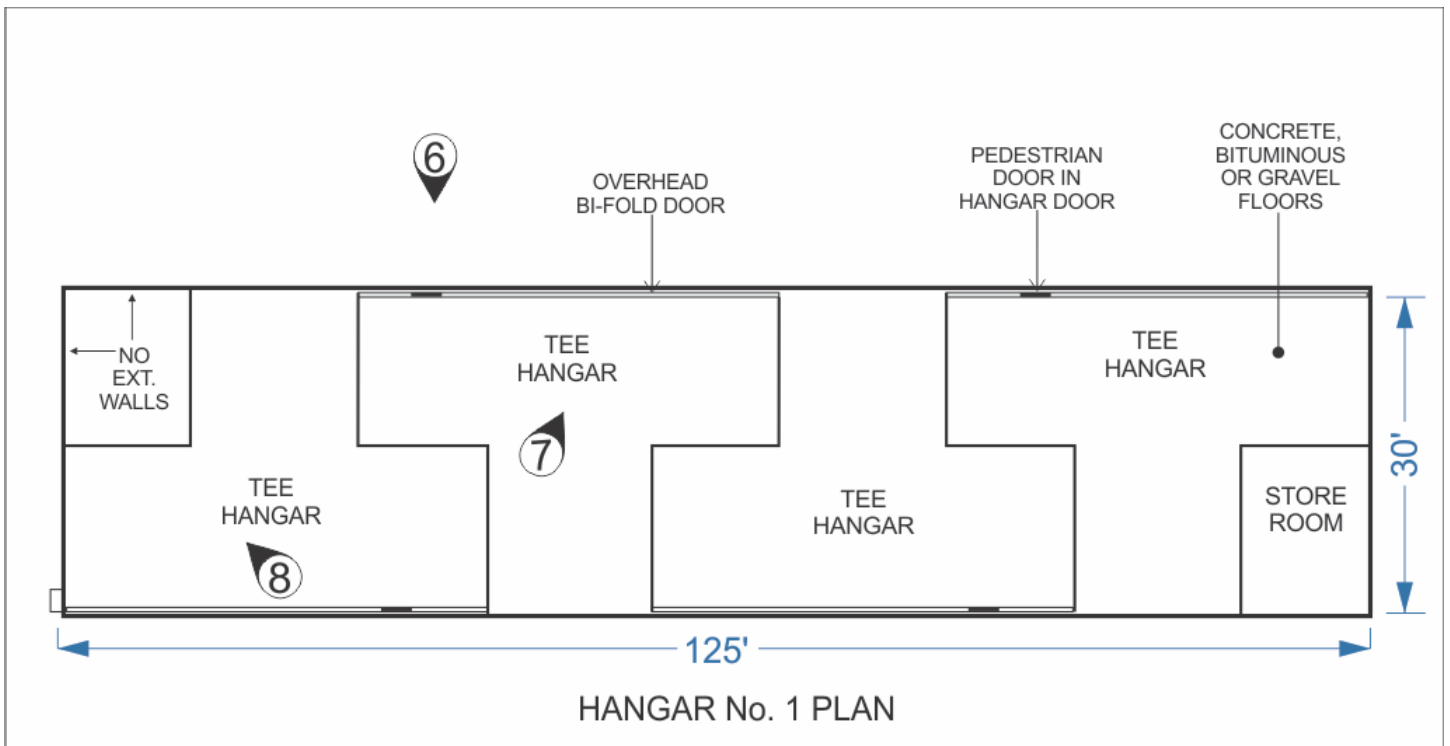 6
OVERHEAD
BI-FOLD DOOR
PEDESTRIAN
DOOR IN
HANGAR DOOR
CONCRETE,
BITUMINOUS
OR GRAVEL
FLOORS
NO
EXT.
WALLS
TEE
HANGAR
TEE
HANGAR
7
TEE
HANGAR
8
TEE
HANGAR
STORE
ROOM
30'
125'
HANGAR No. 1 PLAN